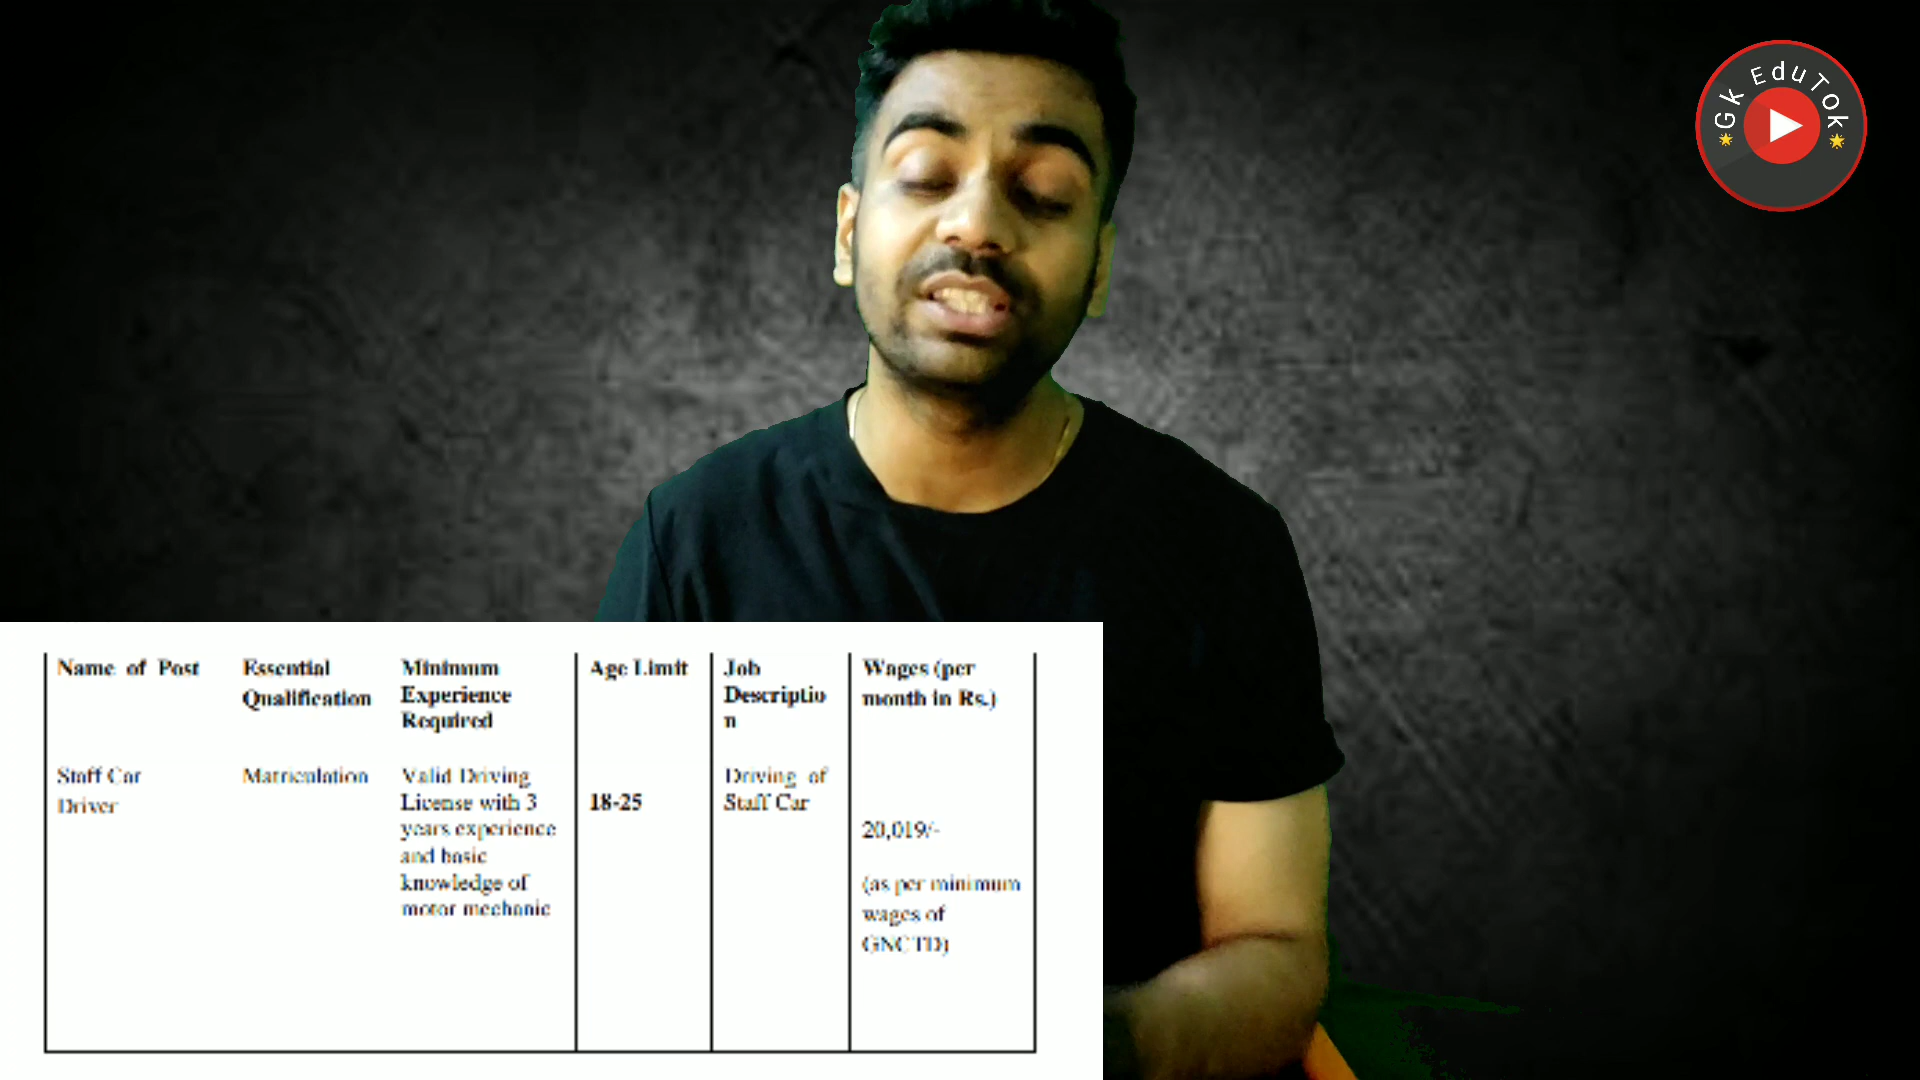 Gk EduTok
Name of Post
Essential
Qualification
Minimum
Experience
Required
Age Limit
Job
Descriptio
n
Wages (per
month in Rs.)
Staff Car
Driver
Matriculation
Valid Driving
License with 3
years experience
and basic
knowledge of
motor mechanic
18-25
Driving of
Staff Car
20,019/-
(as per minimum
wages of
GNCTD)